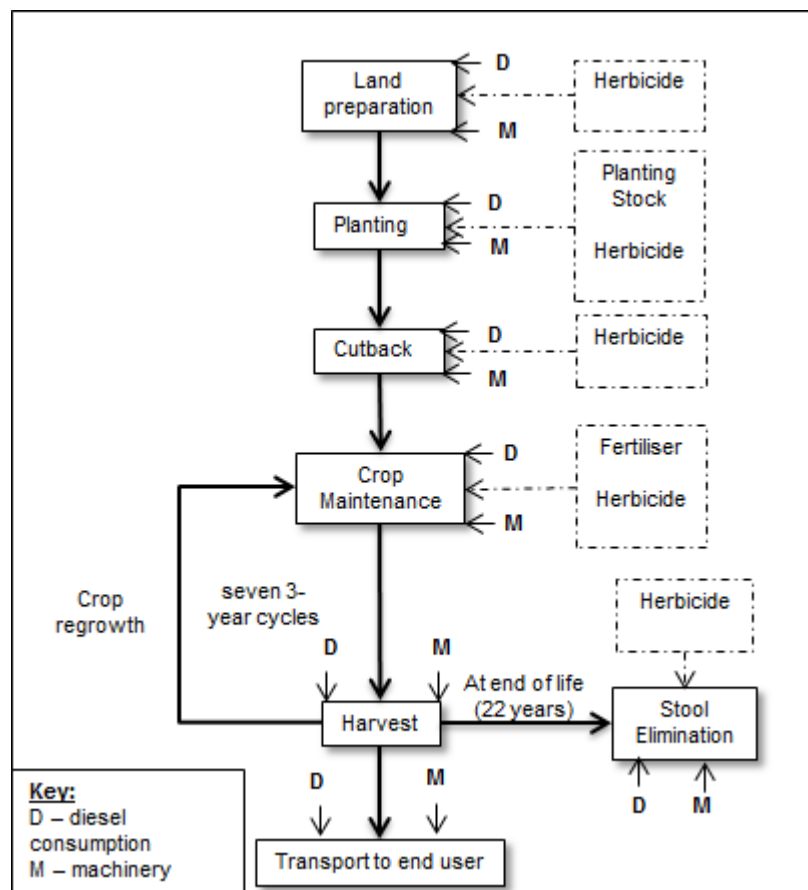 D
Land
preparation
Herbicide
M
Planting
Stock
D
Planting
Herbicide
M
D
Herbicide
Cutback
M
D
Fertiliser
Crop
Maintenance
Herbicide
M
Crop
regrowth
seven 3-
year cycles
Herbicide
D
M
At end of life
(22 years)
Harvest
Stool
Elimination
D
M
D
M
Key:
D – diesel
consumption
M – machinery
Transport to end user